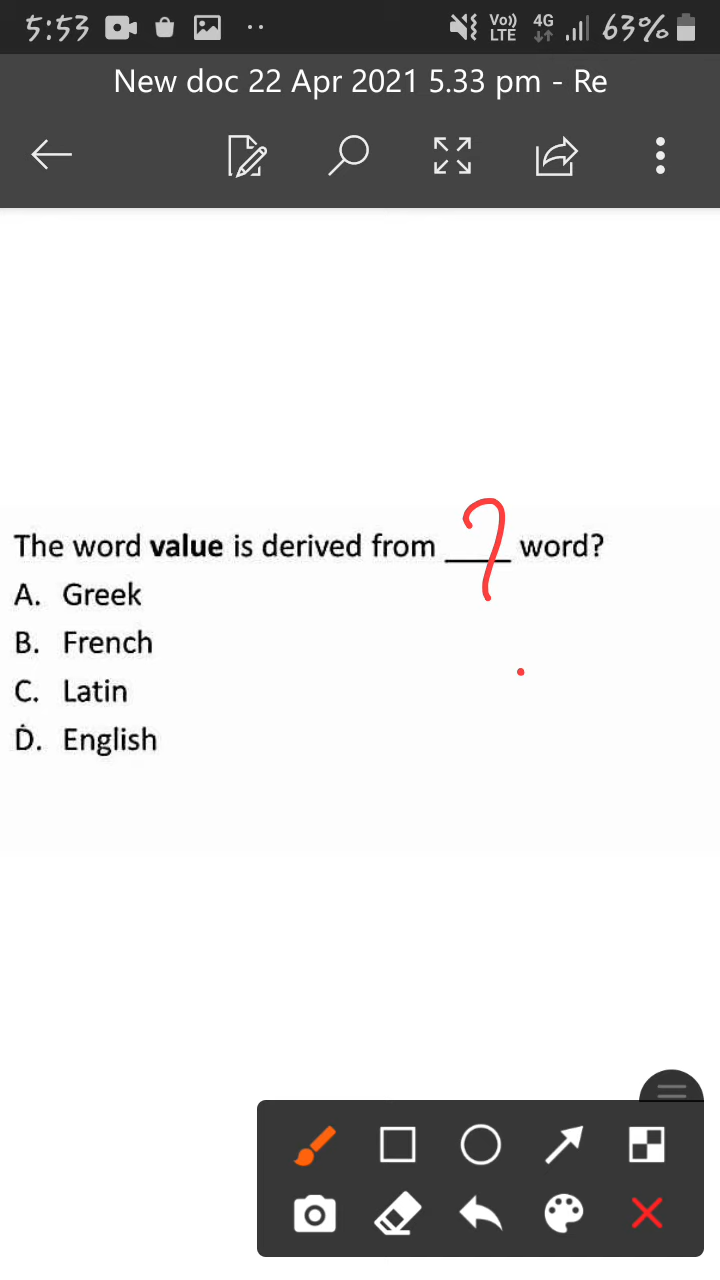 5:53
Vo)) LTE 4G 63%
New doc 22 Apr 2021 5.33 pm - Re
The word value is derived from ____ word?
?
A. Greek
B. French
C. Latin
D. English